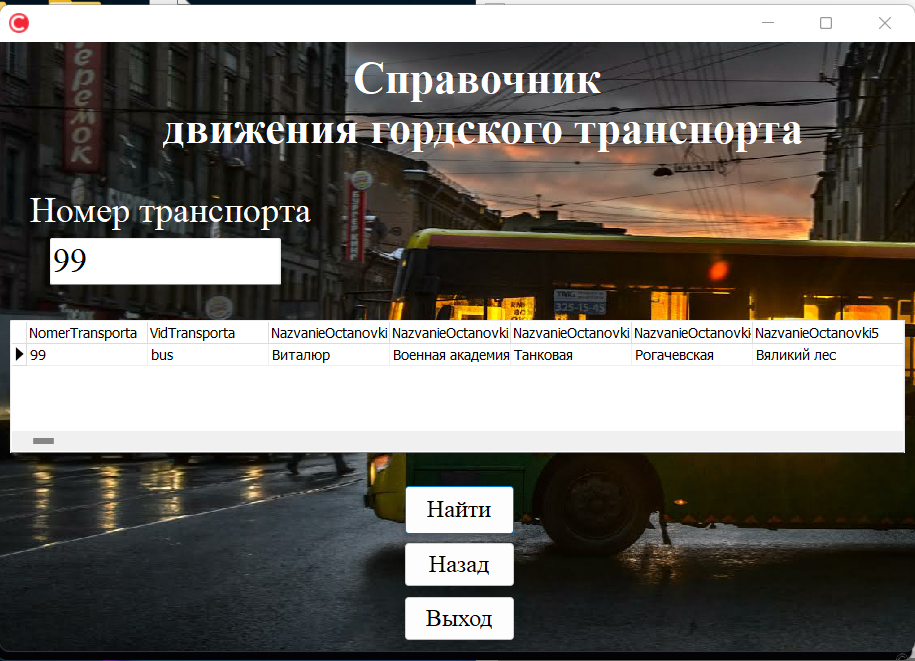 Справочник
движения гордского транспорта
Теремок
Номер транспорта
99
NomerTransporta VidTransporta NazvanieOctanovki NazvanieOctanovki NazvanieOctanovki NazvanieOctanovki NazvanieOctanovki5
99 bus Виталюр Военная академия Танковая Рогачевская Вяликий лес
Найти
Назад
Выход